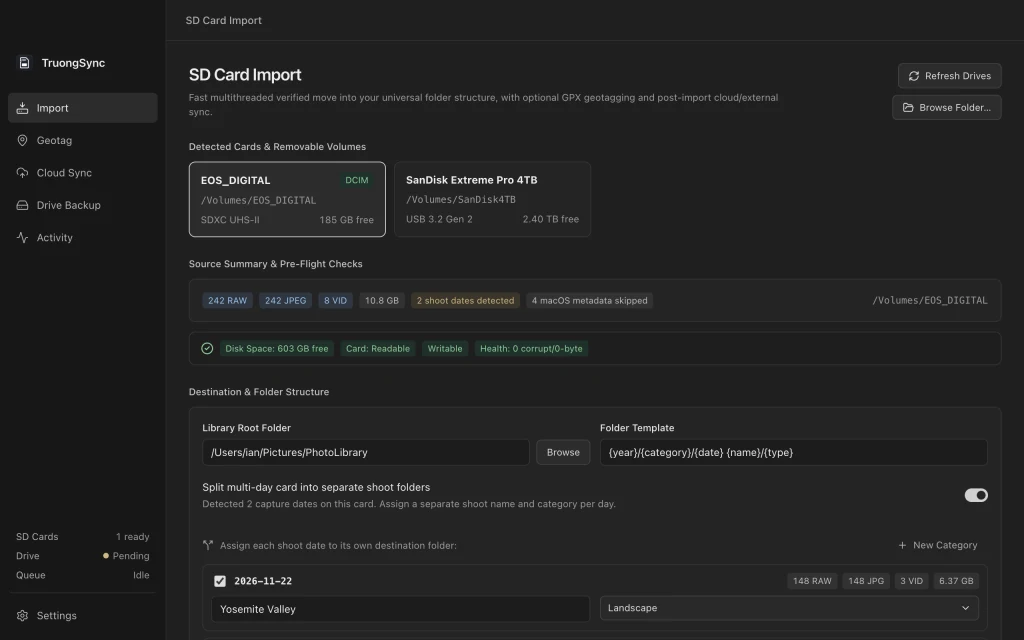 SD Card Import
TruongSync
Import
Geotag
Cloud Sync
Drive Backup
Activity
SD Cards 1 ready
Drive Pending
Queue Idle
Settings
SD Card Import
Fast multithreaded verified move into your universal folder structure, with optional GPX geotagging and post-import cloud/external
sync.
Refresh Drives
Browse Folder...
Detected Cards & Removable Volumes
EOS_DIGITAL DCIM
/Volumes/EOS_DIGITAL
SDXC UHS-II 185 GB free
SanDisk Extreme Pro 4TB
/Volumes/SanDisk4TB
USB 3.2 Gen 2 2.40 TB free
Source Summary & Pre-Flight Checks
242 RAW 242 JPEG 8 VID 10.8 GB 2 shoot dates detected 4 macOS metadata skipped /Volumes/EOS_DIGITAL
Disk Space: 603 GB free Card: Readable Writable Health: 0 corrupt/0-byte
Destination & Folder Structure
Library Root Folder
/Users/ian/Pictures/PhotoLibrary Browse
Folder Template
{year}/{category}/{date} {name}/{type}
Split multi-day card into separate shoot folders
Detected 2 capture dates on this card. Assign a separate shoot name and category per day.
Assign each shoot date to its own destination folder: + New Category
2026-11-22 148 RAW 148 JPG 3 VID 6.37 GB
Yosemite Valley Landscape